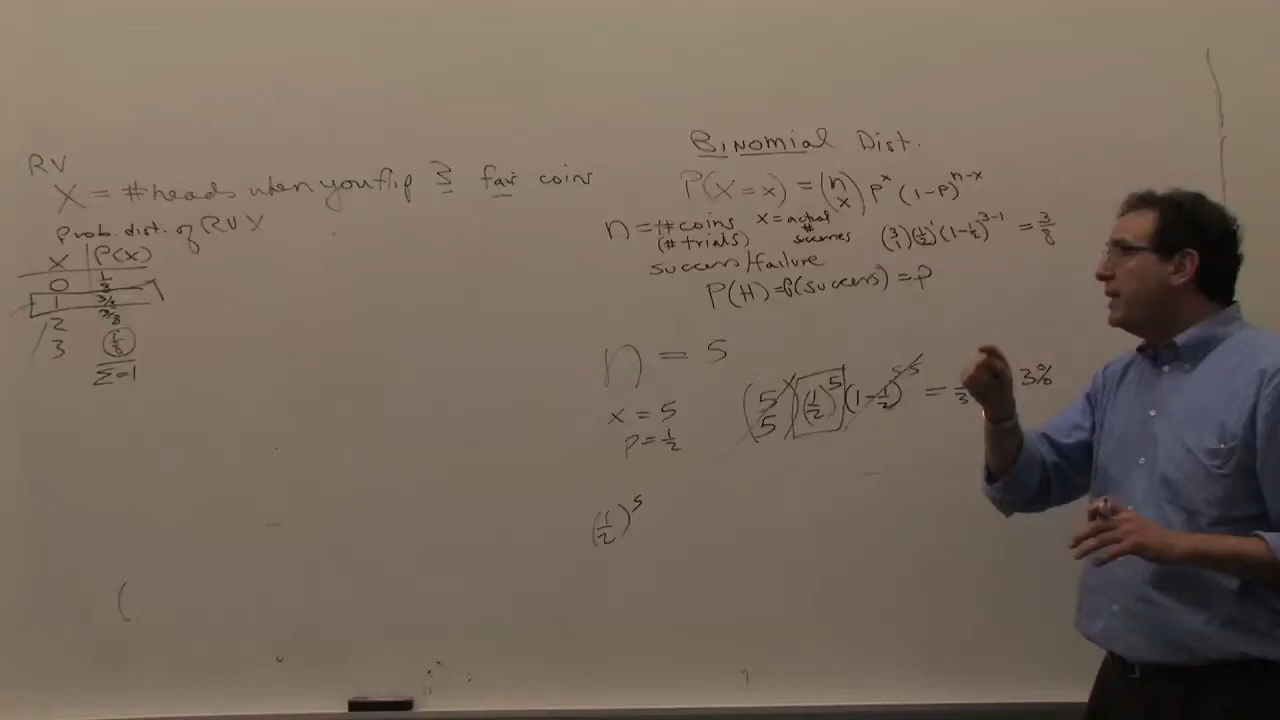 RV
X = # heads when you flip 3 fair coins
Prob. dist. of RV X
X P(X)
0 1/8
1 3/8
2 3/8
3 1/8
Σ=1
Binomial Dist.
P(X = x) = (n x) p^x (1-p)^(n-x)
n = # coins x = actual
(# trials) # successes (3 1)(1/2)^1(1-1/2)^(3-1) = 3/8
success/failure
P(H) = P(success) = p
n = 5
x = 5
p = 1/2
(5 5)(1/2)^5(1-1/2)^(5-5) = 3%
(1/2)^5
(